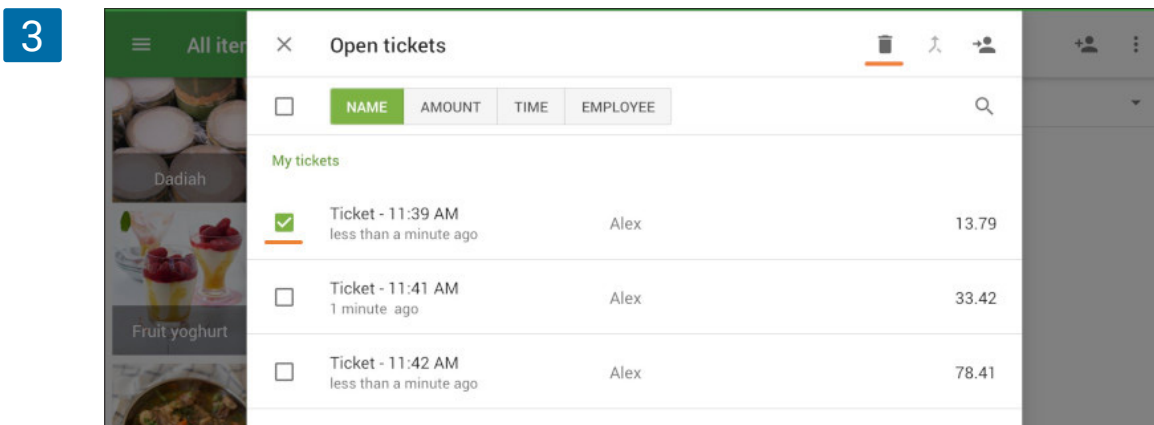 3
All iter
Open tickets
NAME AMOUNT TIME EMPLOYEE
My tickets
Dadiah
Ticket - 11:39 AM
less than a minute ago
Alex
13.79
Ticket - 11:41 AM
1 minute ago
Alex
33.42
Fruit yoghurt
Ticket - 11:42 AM
less than a minute ago
Alex
78.41